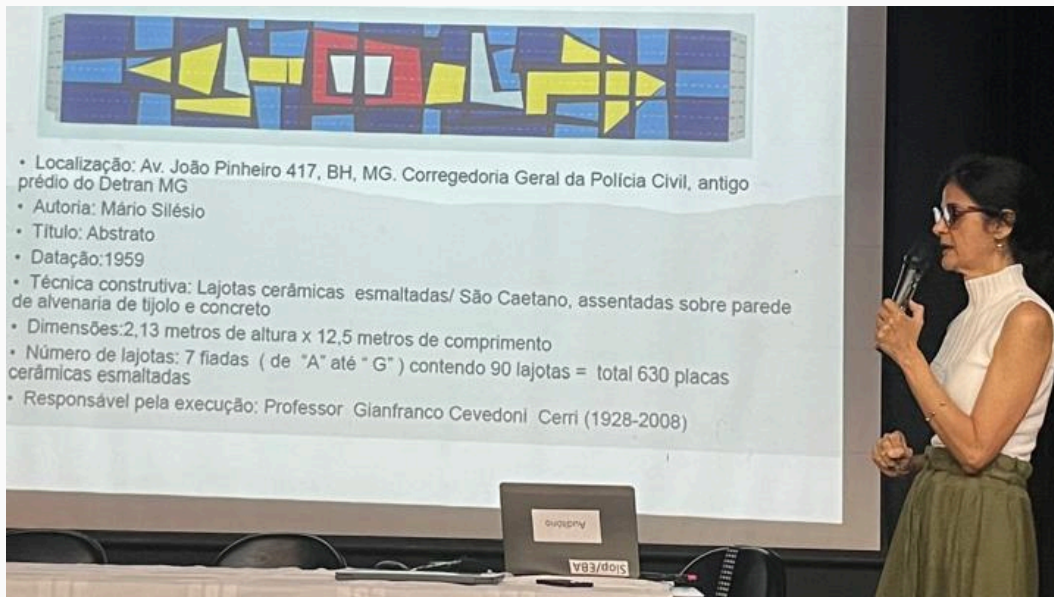 • Localização: Av. João Pinheiro 417, BH, MG. Corregedoria Geral da Polícia Civil, antigo
prédio do Detran MG
• Autoria: Mário Silésio
• Título: Abstrato
• Datação:1959
• Técnica construtiva: Lajotas cerâmicas esmaltadas/ São Caetano, assentadas sobre parede
de alvenaria de tijolo e concreto
• Dimensões:2,13 metros de altura x 12,5 metros de comprimento
• Número de lajotas: 7 fiadas ( de "A" até " G" ) contendo 90 lajotas = total 630 placas
cerâmicas esmaltadas
• Responsável pela execução: Professor Gianfranco Cevedoni Cerri (1928-2008)
Auditório
Siop/EBA